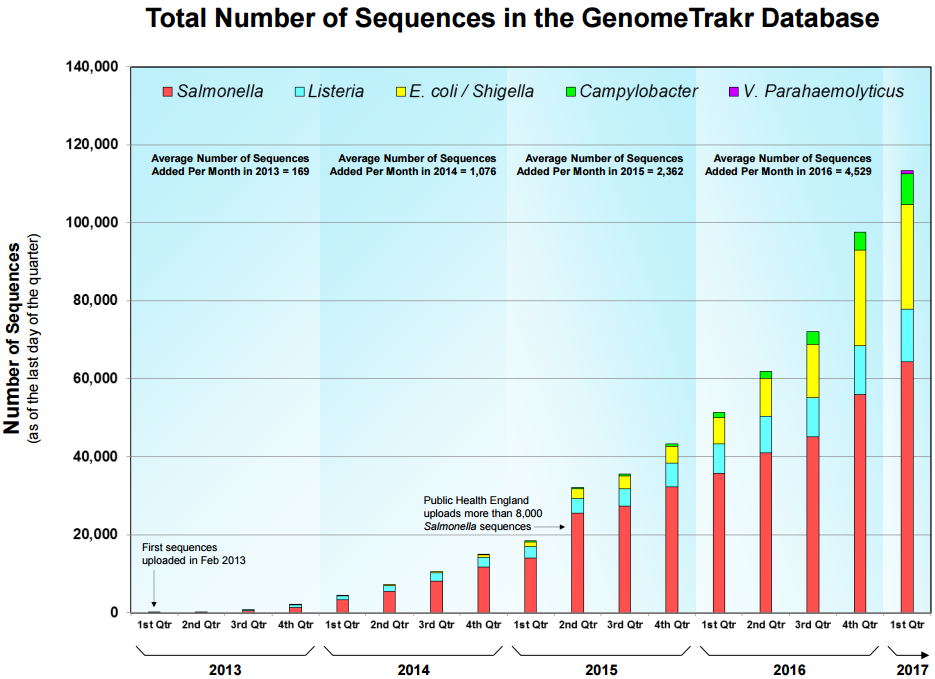 Total Number of Sequences in the GenomeTrakr Database
Number of Sequences
(as of the last day of the quarter)
140,000
120,000
100,000
80,000
60,000
40,000
20,000
0
Salmonella Listeria E. coli / Shigella Campylobacter V. Parahaemolyticus
Average Number of Sequences
Added Per Month in 2013 = 169
Average Number of Sequences
Added Per Month in 2014 = 1,076
Average Number of Sequences
Added Per Month in 2015 = 2,362
Average Number of Sequences
Added Per Month in 2016 = 4,529
Public Health England
uploads more than 8,000
Salmonella sequences
First sequences
uploaded in Feb 2013
1st Qtr 2nd Qtr 3rd Qtr 4th Qtr 1st Qtr 2nd Qtr 3rd Qtr 4th Qtr 1st Qtr 2nd Qtr 3rd Qtr 4th Qtr 1st Qtr 2nd Qtr 3rd Qtr 4th Qtr 1st Qtr
2013 2014 2015 2016 2017